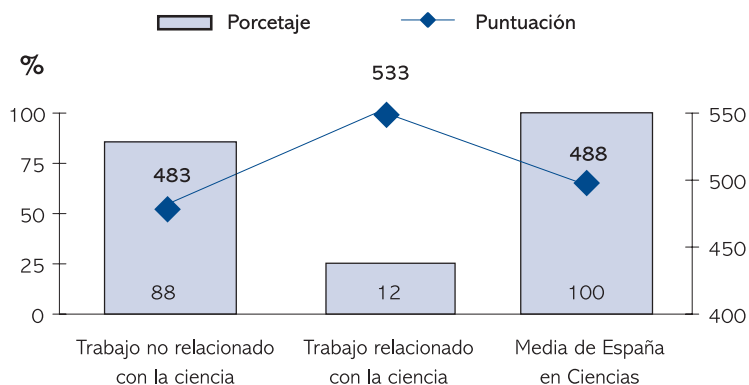 Porcetaje
Puntuación
%
533
100
550
483
488
75
500
50
450
25
88
12
100
0
400
Trabajo no relacionado
con la ciencia
Trabajo relacionado
con la ciencia
Media de España
en Ciencias